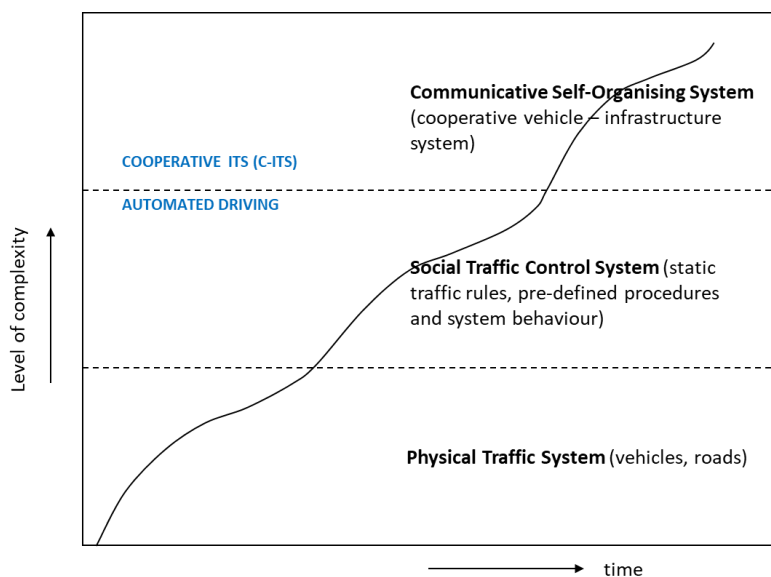 Communicative Self-Organising System
(cooperative vehicle – infrastructure
system)
COOPERATIVE ITS (C-ITS)
AUTOMATED DRIVING
Level of complexity
Social Traffic Control System (static
traffic rules, pre-defined procedures
and system behaviour)
Physical Traffic System (vehicles, roads)
time